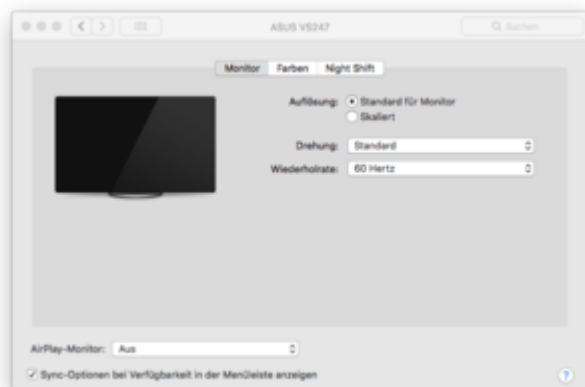 ASUS VS247
Suchen
Monitor Farben Night Shift
Auflösung: Standard für Monitor
Skaliert
Drehung: Standard
Wiederholrate: 60 Hertz
AirPlay-Monitor: Aus
Sync-Optionen bei Verfügbarkeit in der Menüleiste anzeigen
?